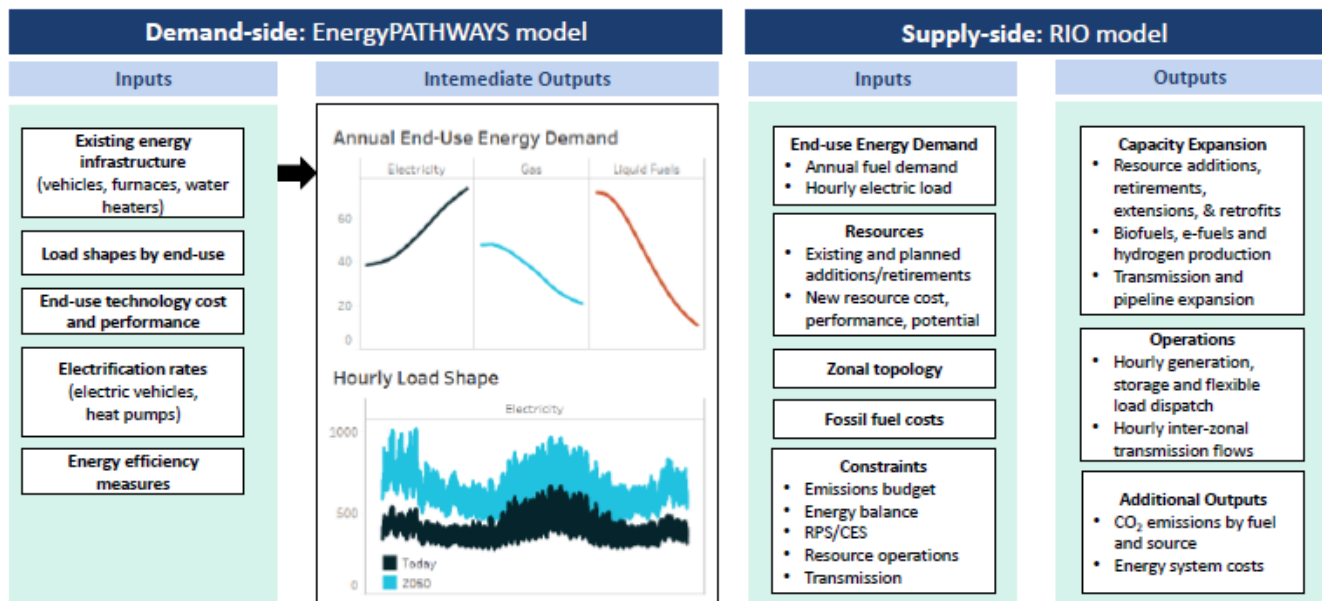 Demand-side: EnergyPATHWAYS model
Inputs
Existing energy
infrastructure
(vehicles, furnaces, water
heaters)
Load shapes by end-use
End-use technology cost
and performance
Electrification rates
(electric vehicles,
heat pumps)
Energy efficiency
measures
Intemediate Outputs
Annual End-Use Energy Demand
Electricity Gas Liquid Fuels
60
40
20
0
Hourly Load Shape
Electricity
1000
500
0
Today
2050
Supply-side: RIO model
Inputs
End-use Energy Demand
• Annual fuel demand
• Hourly electric load
Resources
• Existing and planned
additions/retirements
• New resource cost,
performance, potential
Zonal topology
Fossil fuel costs
Constraints
• Emissions budget
• Energy balance
• RPS/CES
• Resource operations
• Transmission
Outputs
Capacity Expansion
• Resource additions,
retirements,
extensions, & retrofits
• Biofuels, e-fuels and
hydrogen production
• Transmission and
pipeline expansion
Operations
• Hourly generation,
storage and flexible
load dispatch
• Hourly inter-zonal
transmission flows
Additional Outputs
• CO₂ emissions by fuel
and source
• Energy system costs